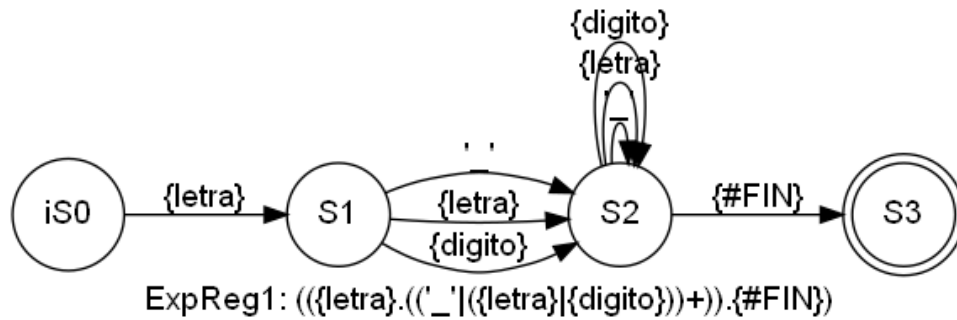 {digito}
{letra}
'_'
'_'
iS0
{letra}
S1
{letra}
S2
{#FIN}
S3
{digito}
ExpReg1: (({letra}.(('_'|({letra}|{digito}))+)).{#FIN})